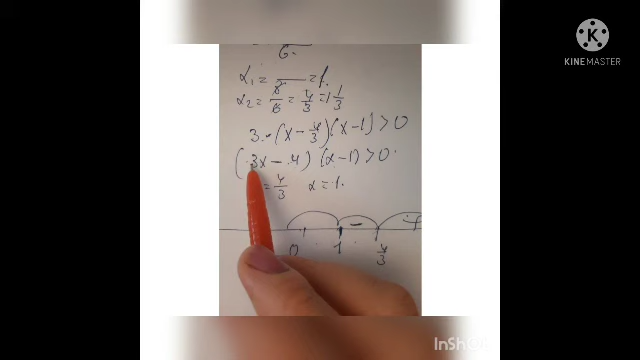 KINEMASTER
6.
x₁ = — = 1.
x₂ = 8/6 = 4/3 = 1 1/3
3 · (x − 4/3)(x − 1) > 0
(3x − 4)(x − 1) > 0
= 4/3 x = 1.
− +
0 1 4/3
InShOt